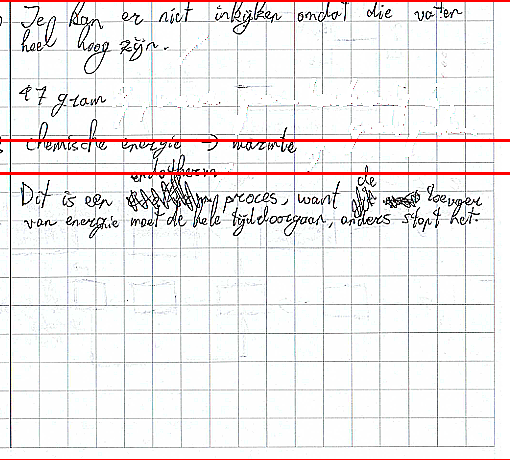 Je kan er niet inkijken omdat die vaten
heel hoog zijn.
47 gram
Chemische energie → warmte
endotherm
de
Dit is een proces, want toevoer
van energie moet de hele tijd doorgaan, anders stopt het.